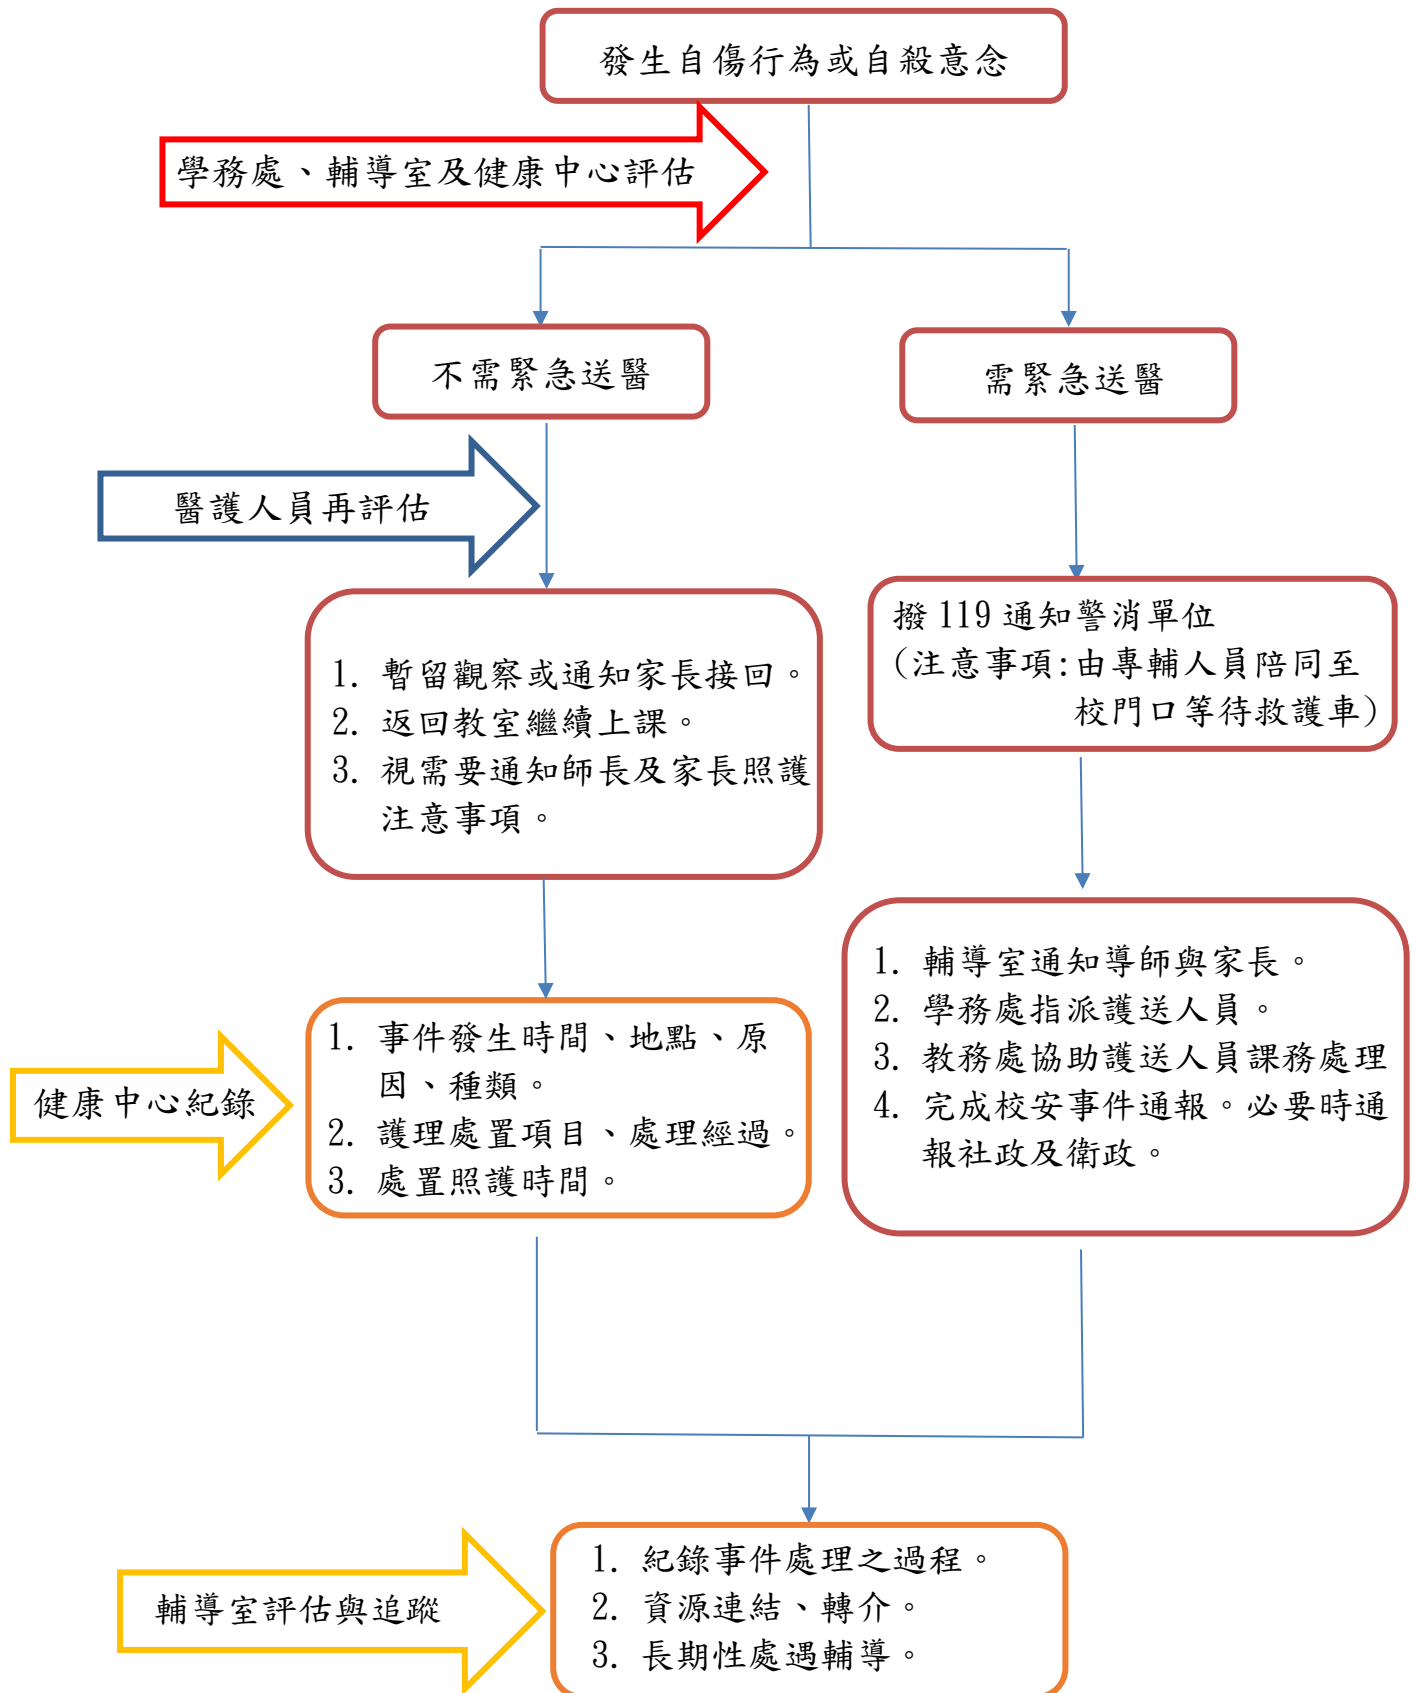 發生自傷行為或自殺意念
學務處、輔導室及健康中心評估
不需緊急送醫
需緊急送醫
醫護人員再評估
1. 暫留觀察或通知家長接回。
2. 返回教室繼續上課。
3. 視需要通知師長及家長照護
注意事項。
撥 119 通知警消單位
(注意事項:由專輔人員陪同至
校門口等待救護車)
1. 輔導室通知導師與家長。
2. 學務處指派護送人員。
3. 教務處協助護送人員課務處理
4. 完成校安事件通報。必要時通
報社政及衛政。
健康中心紀錄
1. 事件發生時間、地點、原
因、種類。
2. 護理處置項目、處理經過。
3. 處置照護時間。
輔導室評估與追蹤
1. 紀錄事件處理之過程。
2. 資源連結、轉介。
3. 長期性處遇輔導。